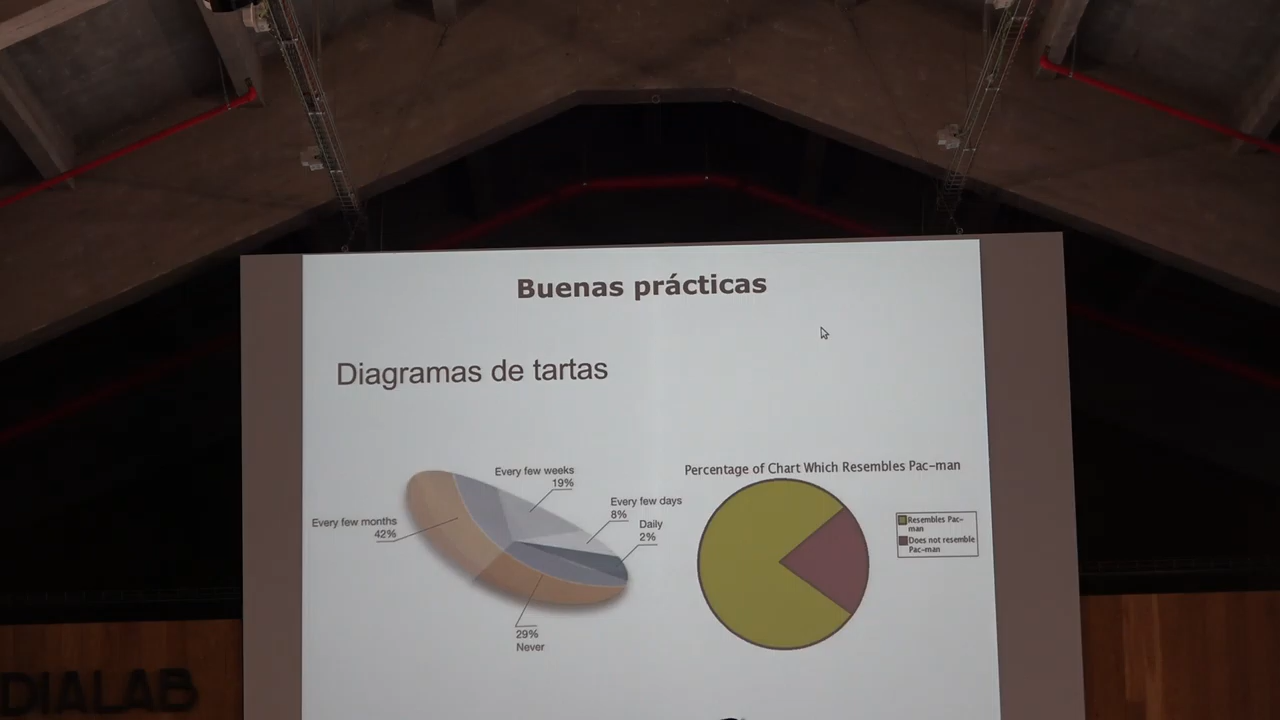 Buenas prácticas
Diagramas de tartas
Every few weeks
19%
Every few days
8%
Daily
2%
Every few months
42%
29%
Never
Percentage of Chart Which Resembles Pac-man
Resembles Pac-
man
Does not resemble
Pac-man
DIALAB